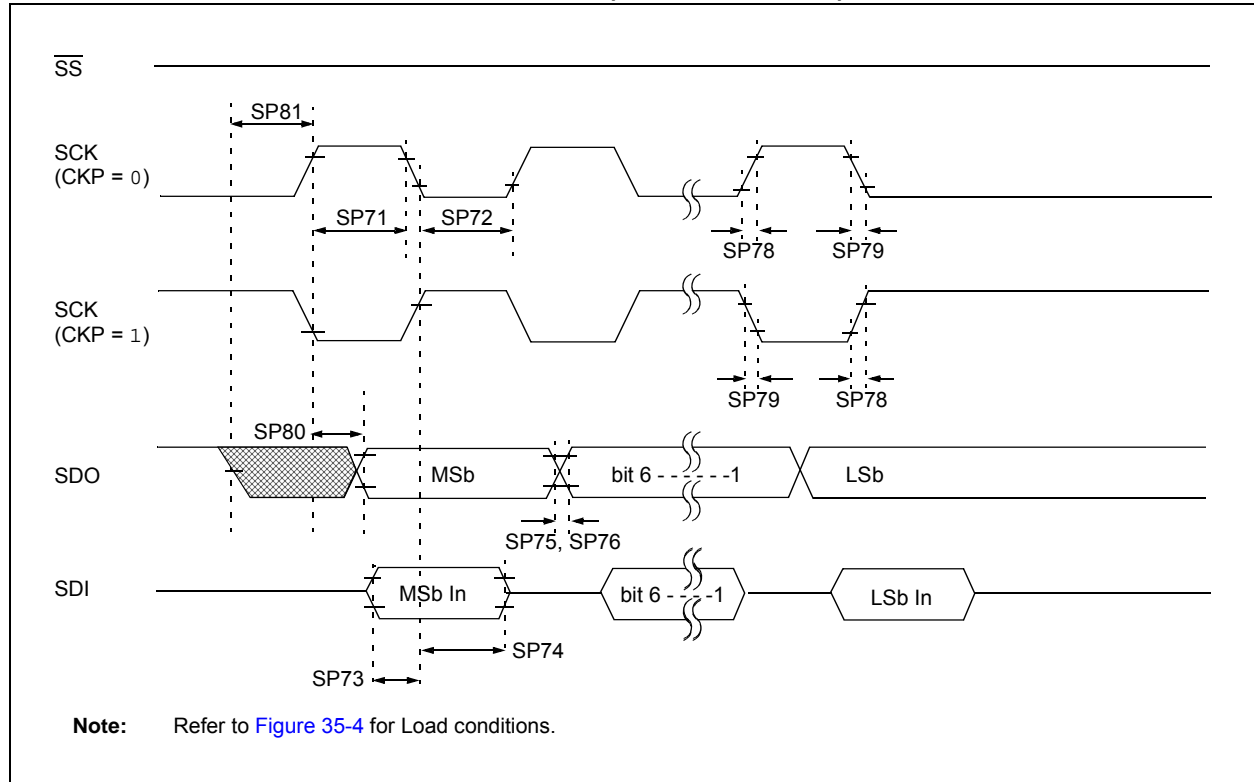 SS
SP81
SCK
(CKP = 0)
SP71
SP72
SP78
SP79
SCK
(CKP = 1)
SP79
SP78
SP80
SDO
MSb
bit 6 - - - - - -1
LSb
SP75, SP76
SDI
MSb In
bit 6 - - - - -1
LSb In
SP74
SP73
Note: Refer to Figure 35-4 for Load conditions.